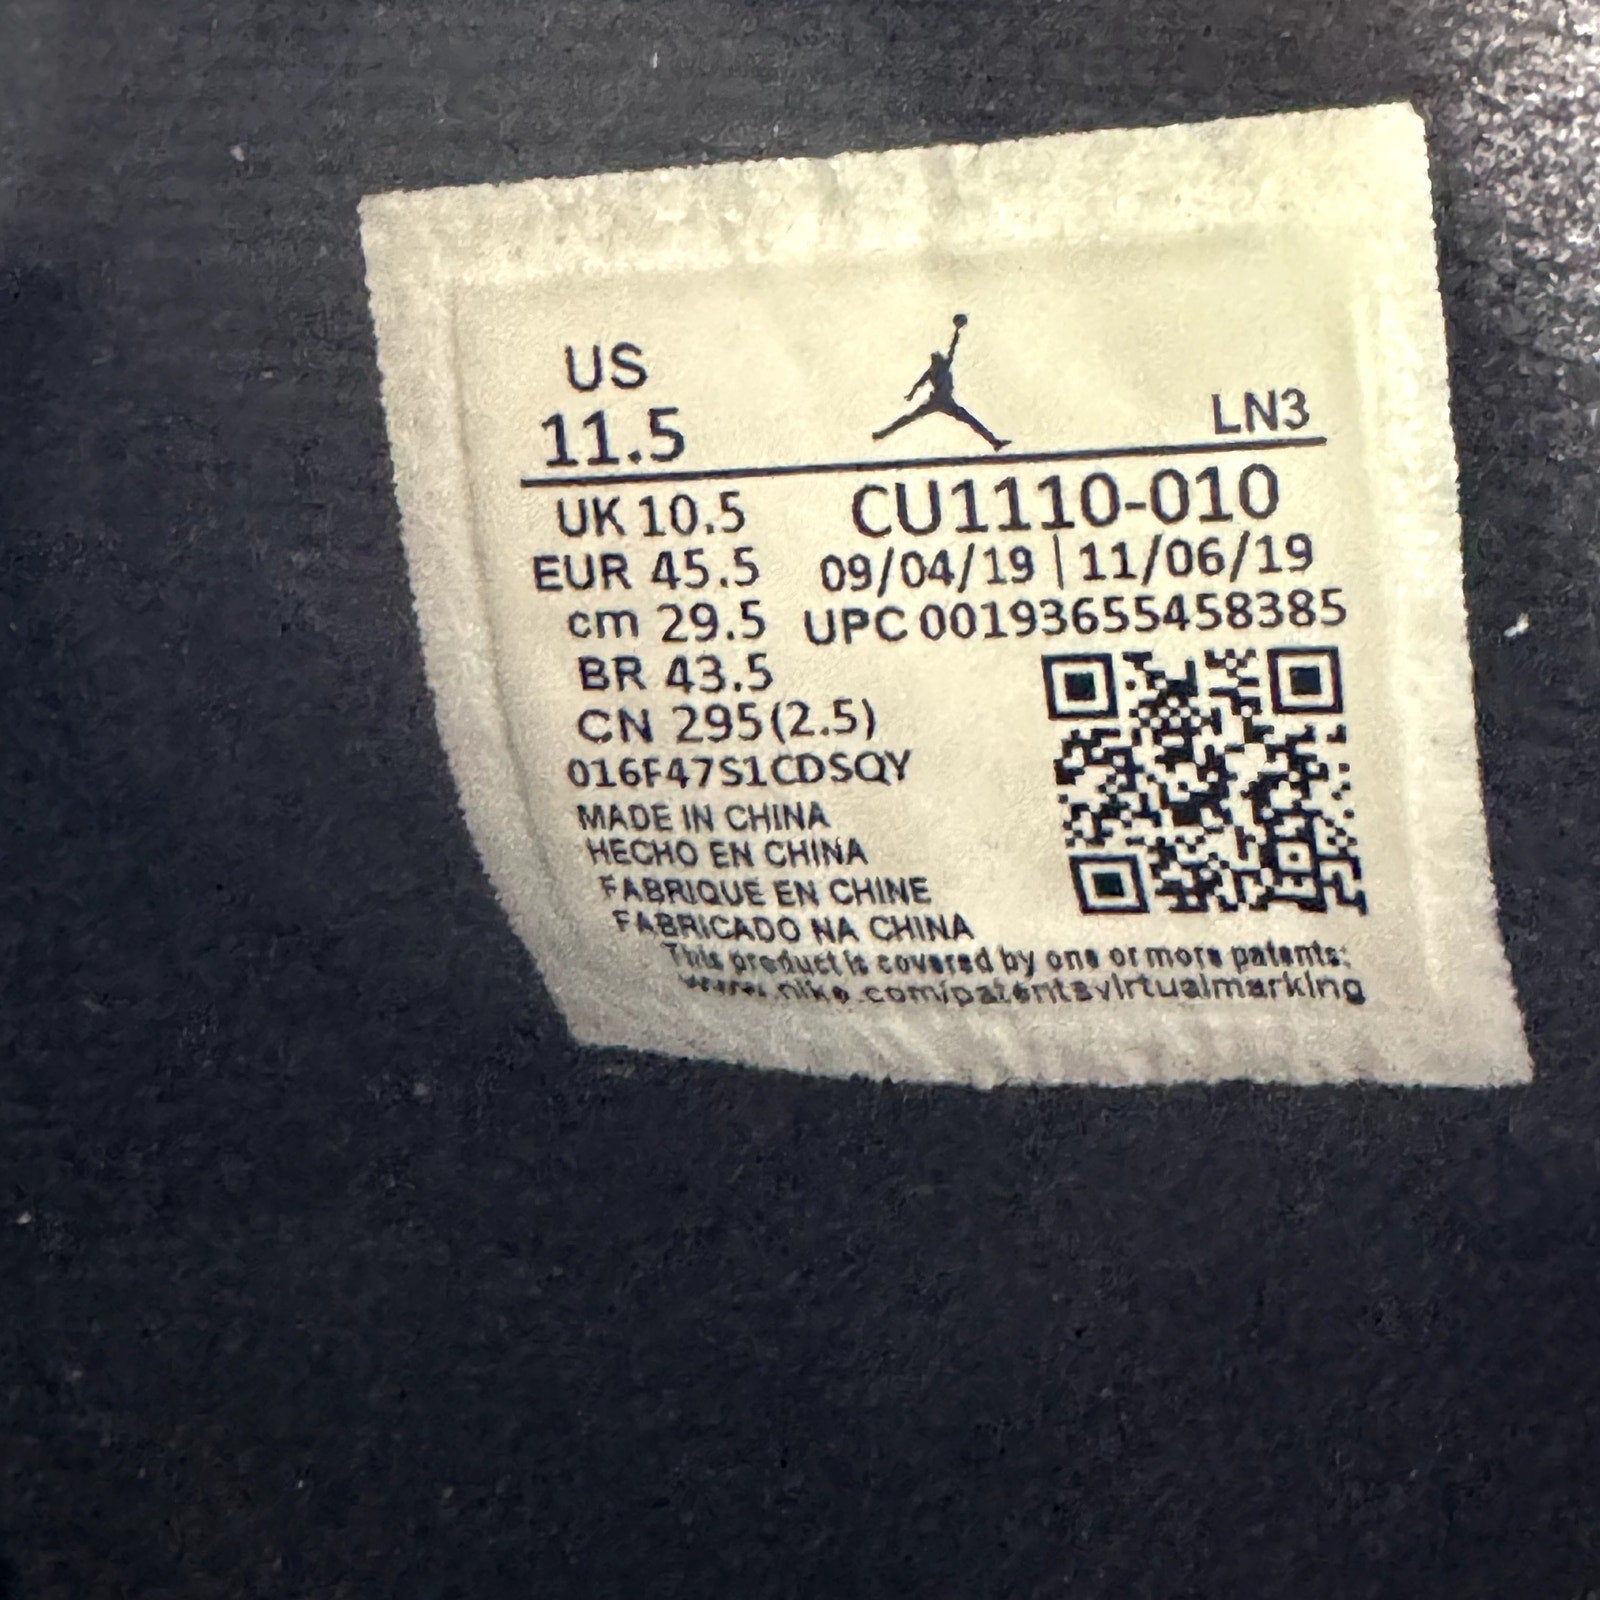 US
11.5
LN3
UK 10.5
CU1110-010
EUR 45.5
09/04/19 | 11/06/19
cm 29.5
UPC 00193655458385
BR 43.5
CN 295(2.5)
016F47S1CDSQY
MADE IN CHINA
HECHO EN CHINA
FABRIQUE EN CHINE
FABRICADO NA CHINA
This product is covered by one or more patents:
www.nike.com/patentsvirtualmarking